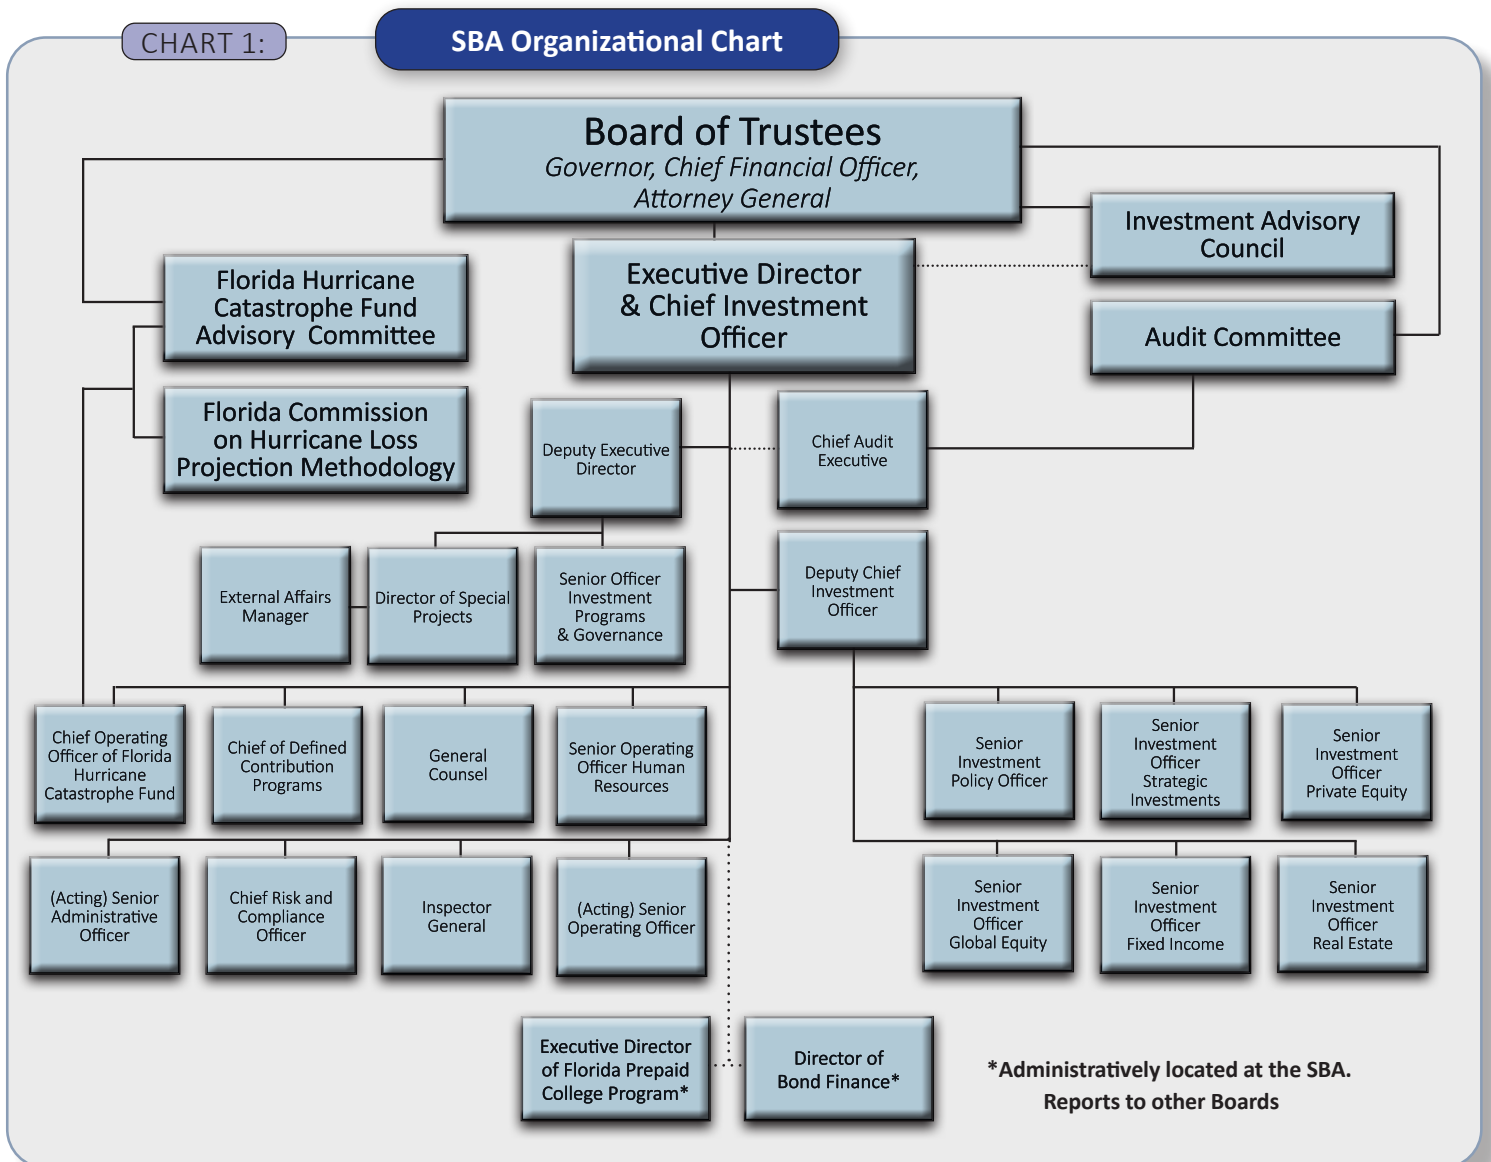 CHART 1:
SBA Organizational Chart
Board of Trustees
Governor, Chief Financial Officer,
Attorney General
Investment Advisory
Council
Executive Director
& Chief Investment
Officer
Florida Hurricane
Catastrophe Fund
Advisory Committee
Audit Committee
Florida Commission
on Hurricane Loss
Projection Methodology
Deputy Executive
Director
Chief Audit
Executive
External Affairs
Manager
Director of Special
Projects
Senior Officer
Investment
Programs
& Governance
Deputy Chief
Investment
Officer
Chief Operating
Officer of Florida
Hurricane
Catastrophe Fund
Chief of Defined
Contribution
Programs
General
Counsel
Senior Operating
Officer Human
Resources
Senior
Investment
Policy Officer
Senior
Investment
Officer
Strategic
Investments
Senior
Investment
Officer
Private Equity
(Acting) Senior
Administrative
Officer
Chief Risk and
Compliance
Officer
Inspector
General
(Acting) Senior
Operating Officer
Senior
Investment
Officer
Global Equity
Senior
Investment
Officer
Fixed Income
Senior
Investment
Officer
Real Estate
Executive Director
of Florida Prepaid
College Program*
Director of
Bond Finance*
*Administratively located at the SBA.
Reports to other Boards